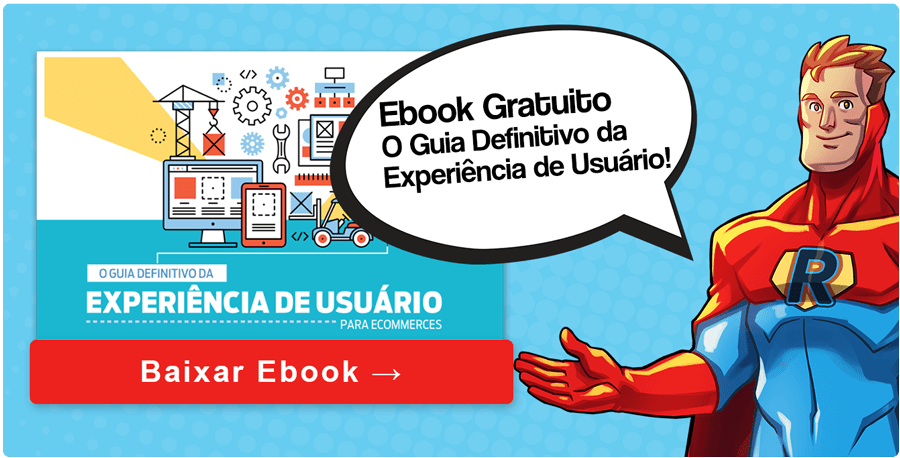 Ebook Gratuito
O Guia Definitivo da
Experiência de Usuário!
</>
</>
O GUIA DEFINITIVO DA
EXPERIÊNCIA DE USUÁRIO
PARA ECOMMERCES
Baixar Ebook →
R